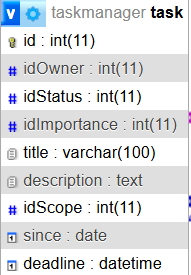 v taskmanager task
id : int(11)
idOwner : int(11)
idStatus : int(11)
idImportance : int(11)
title : varchar(100)
description : text
idScope : int(11)
since : date
deadline : datetime